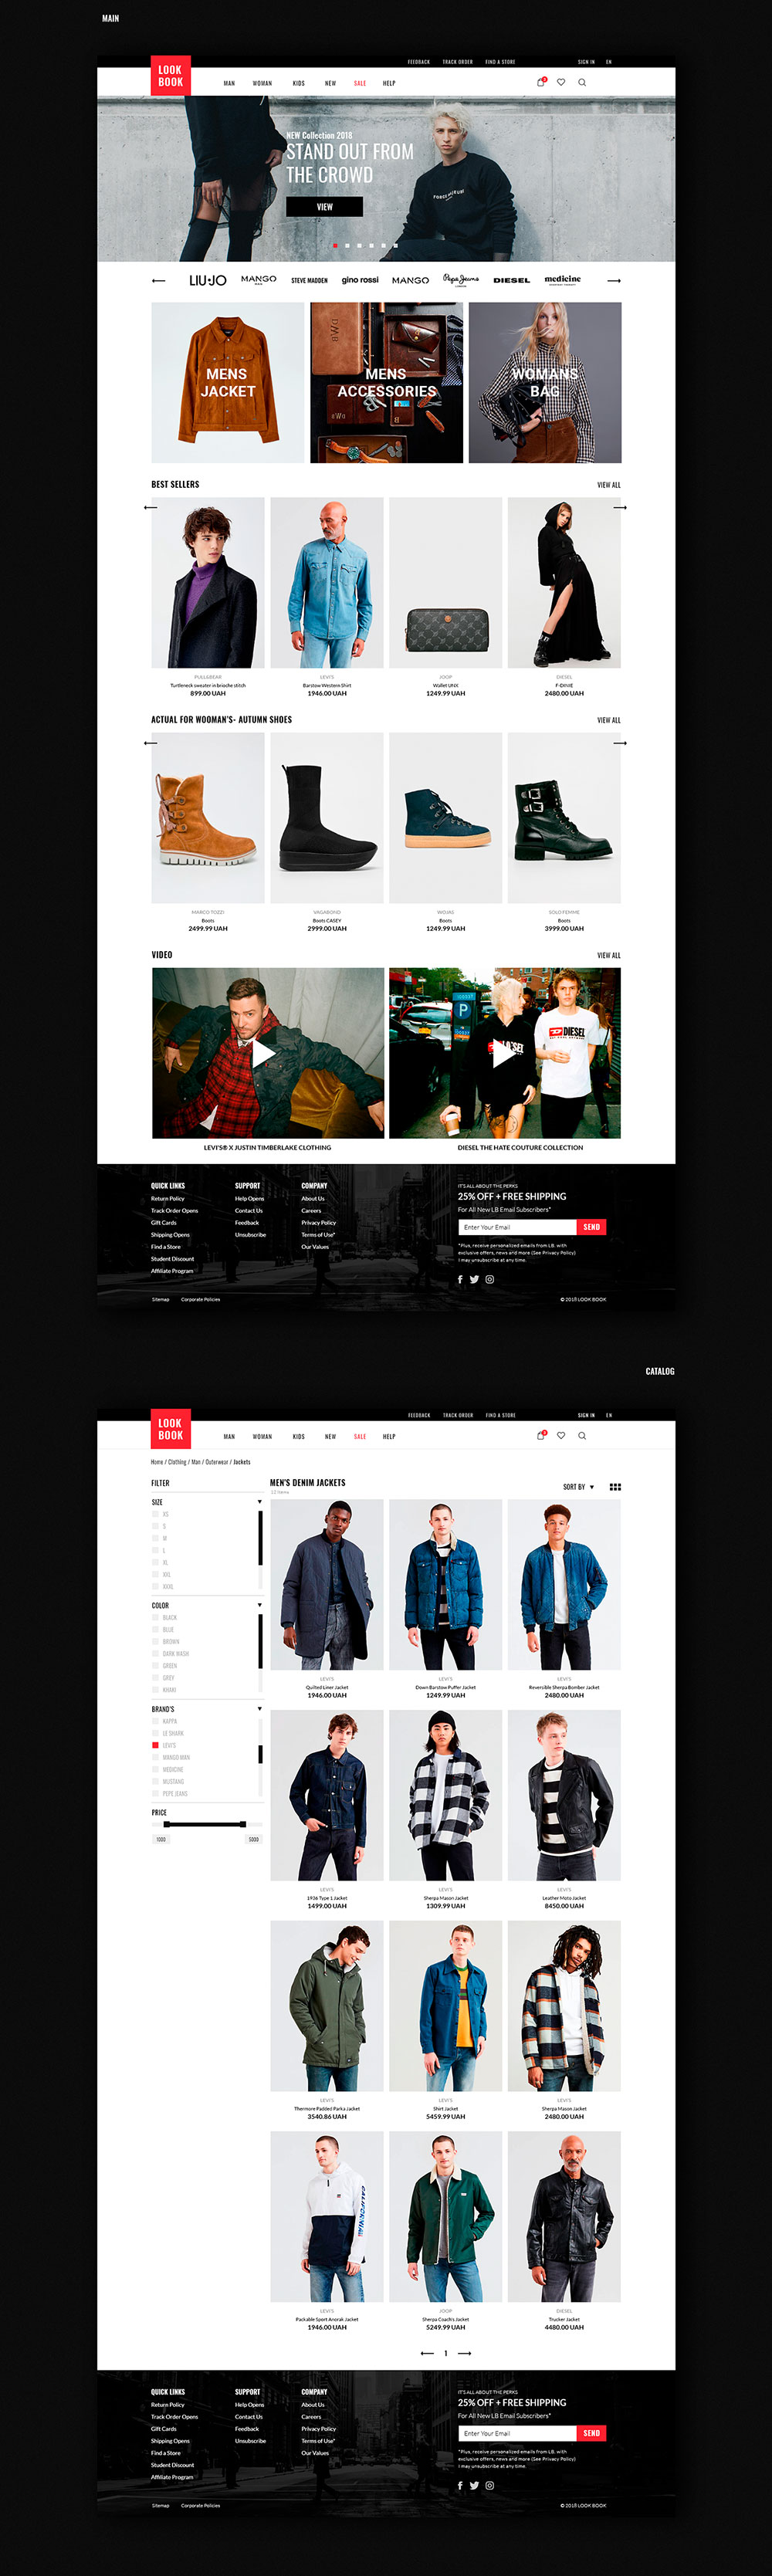 MAIN
FEEDBACK TRACK ORDER FIND A STORE SIGN IN EN
LOOK
BOOK
MAN WOMAN KIDS NEW SALE HELP
NEW Collection 2018
STAND OUT FROM
THE CROWD
VIEW
LIU·JO MANGO STEVE MADDEN gino rossi MANGO Pepe Jeans DIESEL medicine
MAN LONDON
MENS
JACKET
MENS
ACCESSORIES
WOMANS
BAG
BEST SELLERS VIEW ALL
PULL&BEAR LEVI'S JOOP DIESEL
Turtleneck sweater in brioche stitch Barstow Western Shirt Wallet UNX F-DIXIE
899.00 UAH 1946.00 UAH 1249.99 UAH 2480.00 UAH
ACTUAL FOR WOOMAN'S- AUTUMN SHOES VIEW ALL
MARCO TOZZI VAGABOND WOJAS SOLO FEMME
Boots Boots CASEY Boots Boots
2499.99 UAH 2999.00 UAH 1249.99 UAH 3999.00 UAH
VIDEO VIEW ALL
DIESEL
LEVI'S® X JUSTIN TIMBERLAKE CLOTHING DIESEL THE HATE COUTURE COLLECTION
QUICK LINKS SUPPORT COMPANY
Return Policy Help Opens About Us
Track Order Opens Contact Us Careers
Gift Cards Feedback Privacy Policy
Shipping Opens Unsubscribe Terms of Use*
Find a Store Our Values
Student Discount
Affiliate Program
IT'S ALL ABOUT THE PERKS
25% OFF + FREE SHIPPING
For All New LB Email Subscribers*
Enter Your Email SEND
*Plus, receive personalized emails from LB. with
exclusive offers, news and more (See Privacy Policy)
I may unsubscribe at any time.
Sitemap Corporate Policies © 2018 LOOK BOOK
CATALOG
FEEDBACK TRACK ORDER FIND A STORE SIGN IN EN
LOOK
BOOK
MAN WOMAN KIDS NEW SALE HELP
Home / Clothing / Man / Outerwear / Jackets
FILTER
SIZE
XS
S
M
L
XL
XXL
XXXL
COLOR
BLACK
BLUE
BROWN
DARK WASH
GREEN
GREY
KHAKI
BRAND'S
KAPPA
LE SHARK
LEVI'S
MANGO MAN
MEDICINE
MUSTANG
PEPE JEANS
PRICE
1000 5000
MEN'S DENIM JACKETS
12 items
SORT BY
LEVI'S LEVI'S LEVI'S
Quilted Liner Jacket Down Barstow Puffer Jacket Reversible Sherpa Bomber Jacket
1946.00 UAH 1249.99 UAH 2480.00 UAH
LEVI'S LEVI'S LEVI'S
1936 Type 1 Jacket Sherpa Mason Jacket Leather Moto Jacket
1499.00 UAH 1309.99 UAH 8450.00 UAH
LEVI'S LEVI'S LEVI'S
Thermore Padded Parka Jacket Shirt Jacket Sherpa Mason Jacket
3540.86 UAH 5459.99 UAH 2480.00 UAH
LEVI'S JOOP DIESEL
Packable Sport Anorak Jacket Sherpa Coach's Jacket Trucker Jacket
1946.00 UAH 5249.99 UAH 4480.00 UAH
1
QUICK LINKS SUPPORT COMPANY
Return Policy Help Opens About Us
Track Order Opens Contact Us Careers
Gift Cards Feedback Privacy Policy
Shipping Opens Unsubscribe Terms of Use*
Find a Store Our Values
Student Discount
Affiliate Program
IT'S ALL ABOUT THE PERKS
25% OFF + FREE SHIPPING
For All New LB Email Subscribers*
Enter Your Email SEND
*Plus, receive personalized emails from LB. with
exclusive offers, news and more (See Privacy Policy)
I may unsubscribe at any time.
Sitemap Corporate Policies © 2018 LOOK BOOK